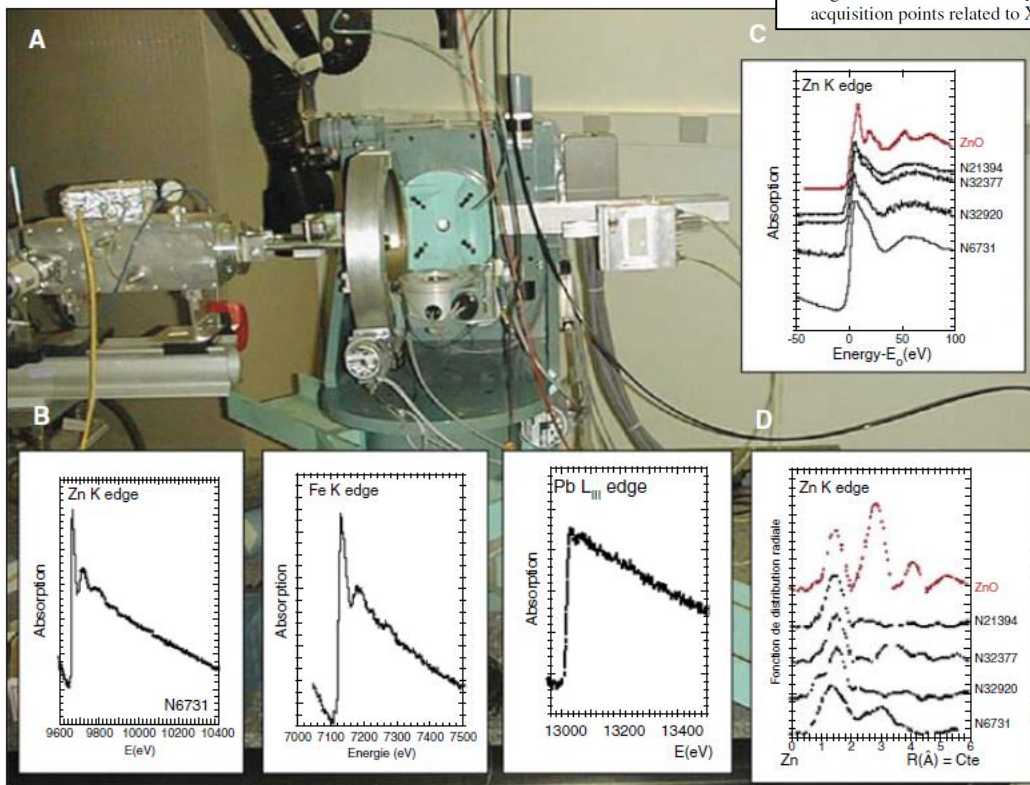 acquisition points related to X
A
C
Zn K edge
Absorption
ZnO
N21394
N32377
N32920
N6731
-50
0
50
100
Energy-Eo(eV)
B
Zn K edge
Absorption
N6731
9600
9800
10000
10200
10400
E(eV)
Fe K edge
Absorption
7000
7100
7200
7300
7400
7500
Energie (eV)
Pb LIII edge
Absorption
13000
13200
13400
E(eV)
D
Zn K edge
Fonction de distribution radiale
ZnO
N21394
N32377
N32920
N6731
0
1
2
3
4
5
6
Zn
R(Å) = Cte